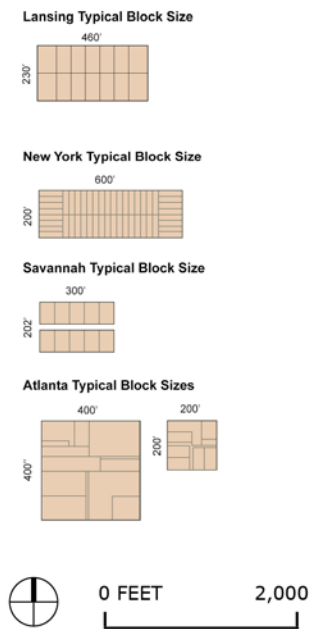 Lansing Typical Block Size
460'
230'
New York Typical Block Size
600'
200'
Savannah Typical Block Size
300'
202'
Atlanta Typical Block Sizes
400' 200'
400" 200'
0 FEET 2,000